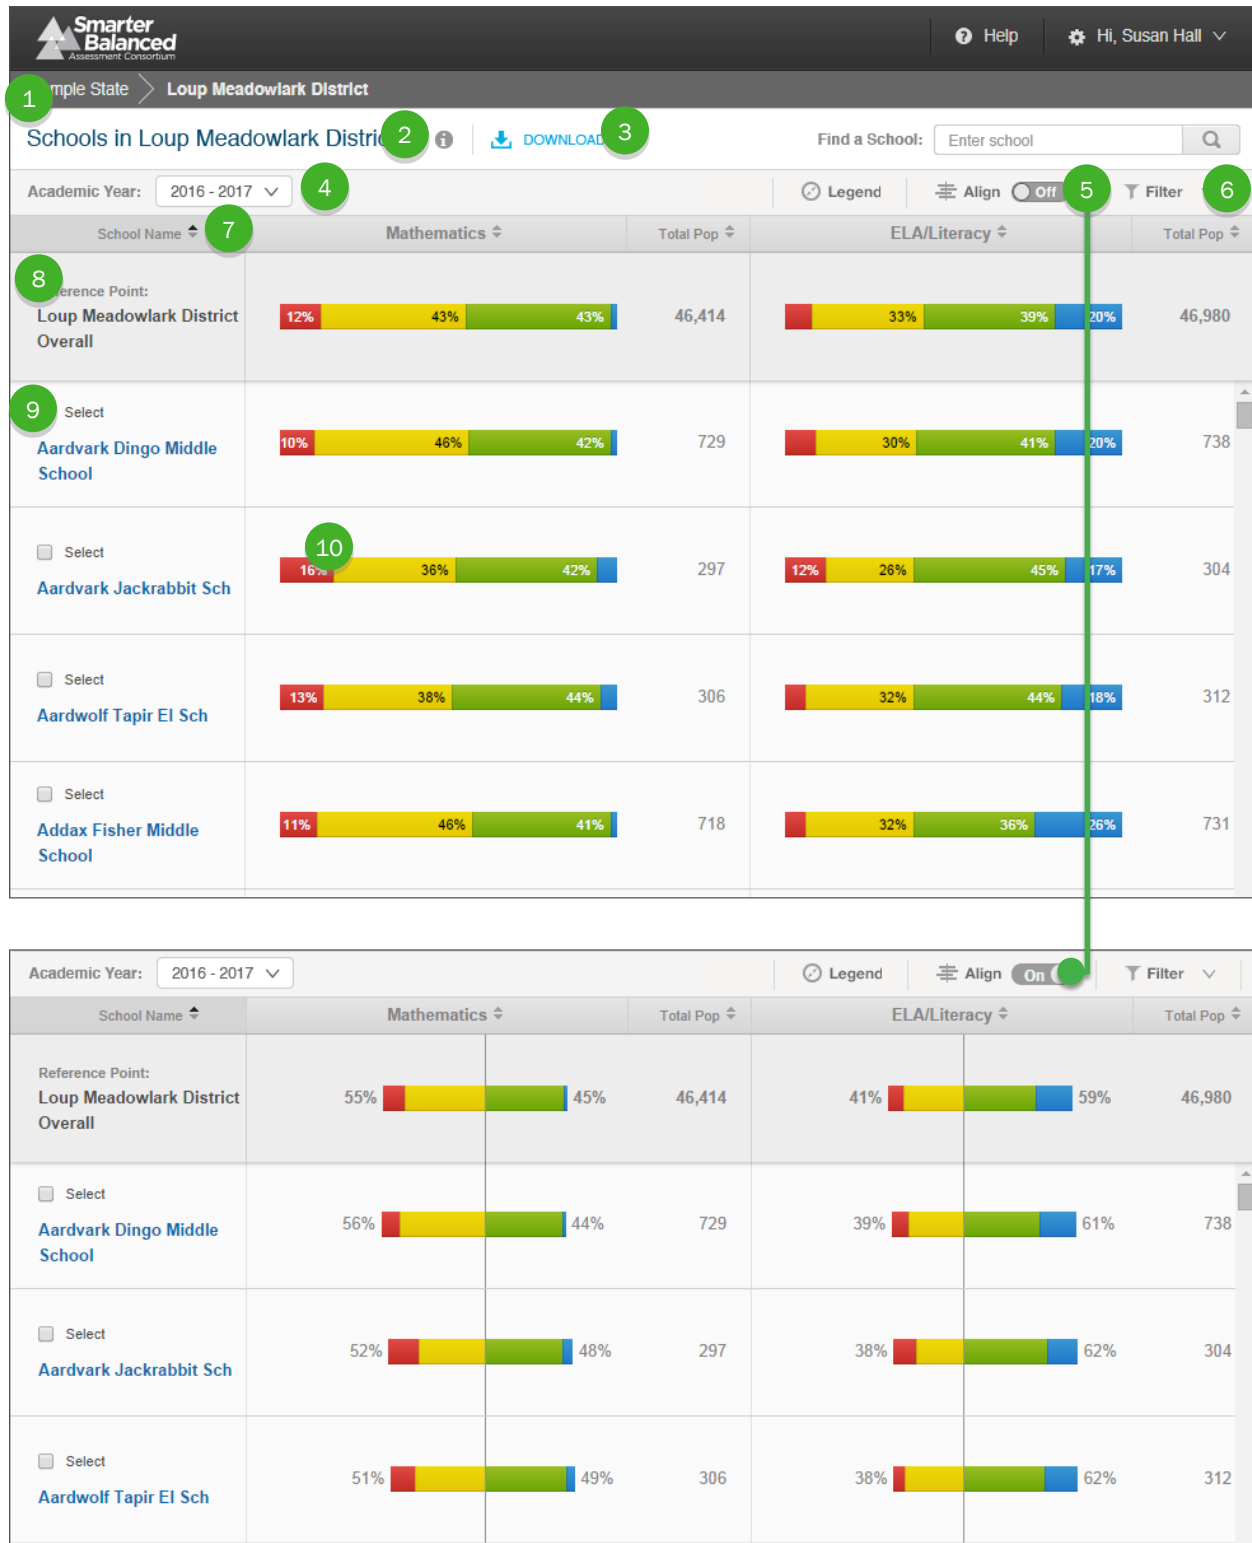 Smarter
Balanced
Assessment Consortium
Help
Hi, Susan Hall
1
mple State
Loup Meadowlark District
Schools in Loup Meadowlark Distric
2
DOWNLOAD
3
Find a School:
Enter school
Academic Year:
2016 - 2017
4
Legend
Align
Off
5
Filter
6
School Name
7
Mathematics
Total Pop
ELA/Literacy
Total Pop
8
erence Point:
Loup Meadowlark District
Overall
12% 43% 43%
46,414
33% 39% 20%
46,980
9
Select
Aardvark Dingo Middle
School
10% 46% 42%
729
30% 41% 20%
738
Select
Aardvark Jackrabbit Sch
10
16% 36% 42%
297
12% 26% 45% 17%
304
Select
Aardwolf Tapir El Sch
13% 38% 44%
306
32% 44% 18%
312
Select
Addax Fisher Middle
School
11% 46% 41%
718
32% 36% 26%
731
Academic Year:
2016 - 2017
Legend
Align
On
Filter
School Name
Mathematics
Total Pop
ELA/Literacy
Total Pop
Reference Point:
Loup Meadowlark District
Overall
55% 45%
46,414
41% 59%
46,980
Select
Aardvark Dingo Middle
School
56% 44%
729
39% 61%
738
Select
Aardvark Jackrabbit Sch
52% 48%
297
38% 62%
304
Select
Aardwolf Tapir El Sch
51% 49%
306
38% 62%
312